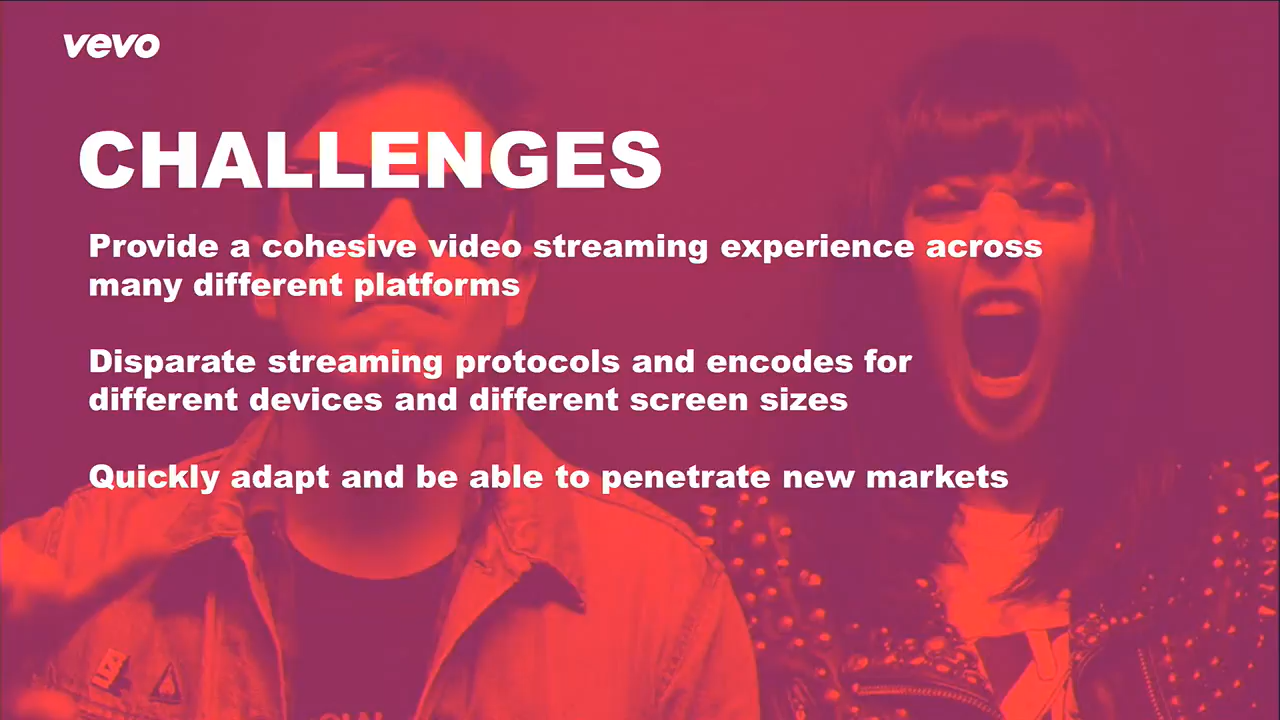 vevo
CHALLENGES
Provide a cohesive video streaming experience across
many different platforms
Disparate streaming protocols and encodes for
different devices and different screen sizes
Quickly adapt and be able to penetrate new markets